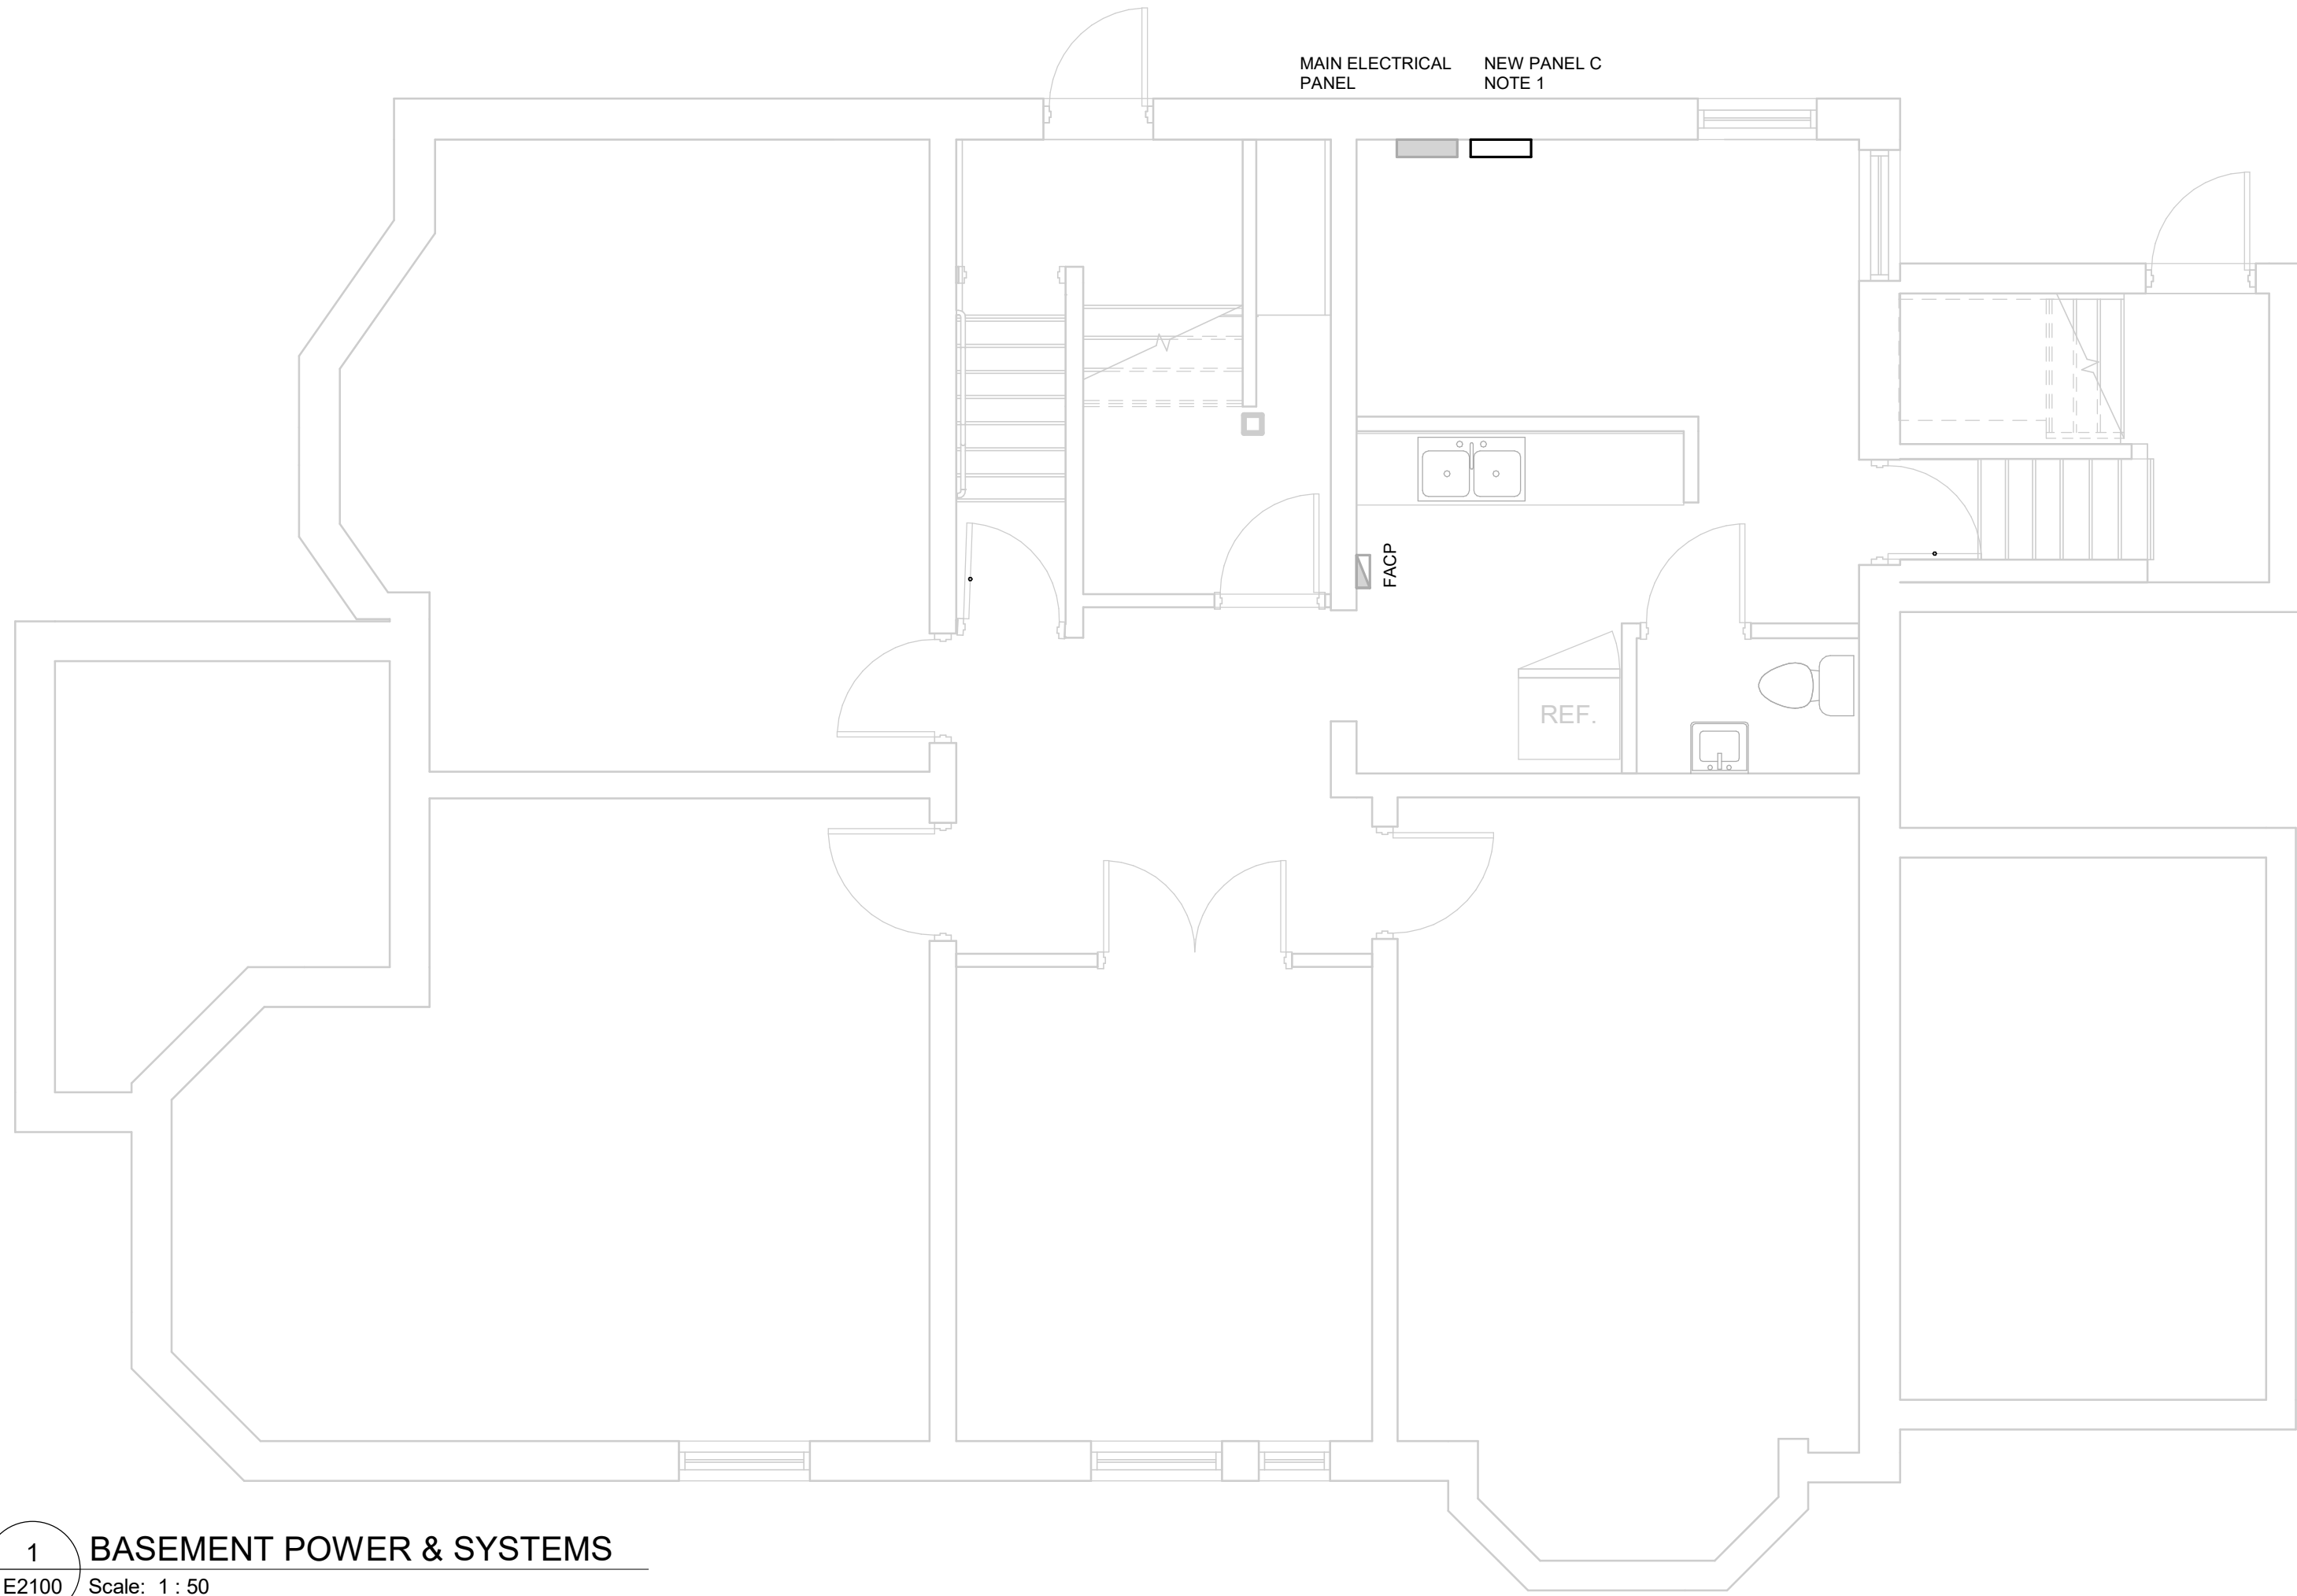 MAIN ELECTRICAL
PANEL
NEW PANEL C
NOTE 1
FACP
REF.
1
BASEMENT POWER & SYSTEMS
E2100
Scale: 1 : 50